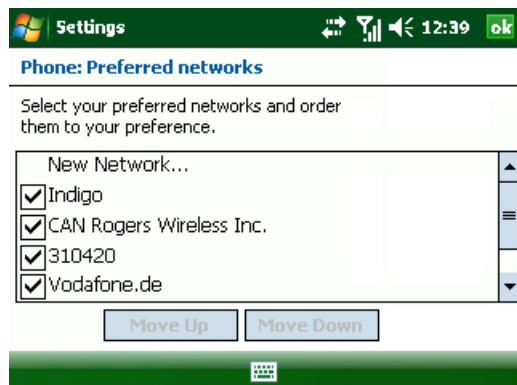 Settings 12:39 ok
Phone: Preferred networks
Select your preferred networks and order
them to your preference.
New Network...
Indigo
CAN Rogers Wireless Inc.
310420
Vodafone.de
Move Up Move Down